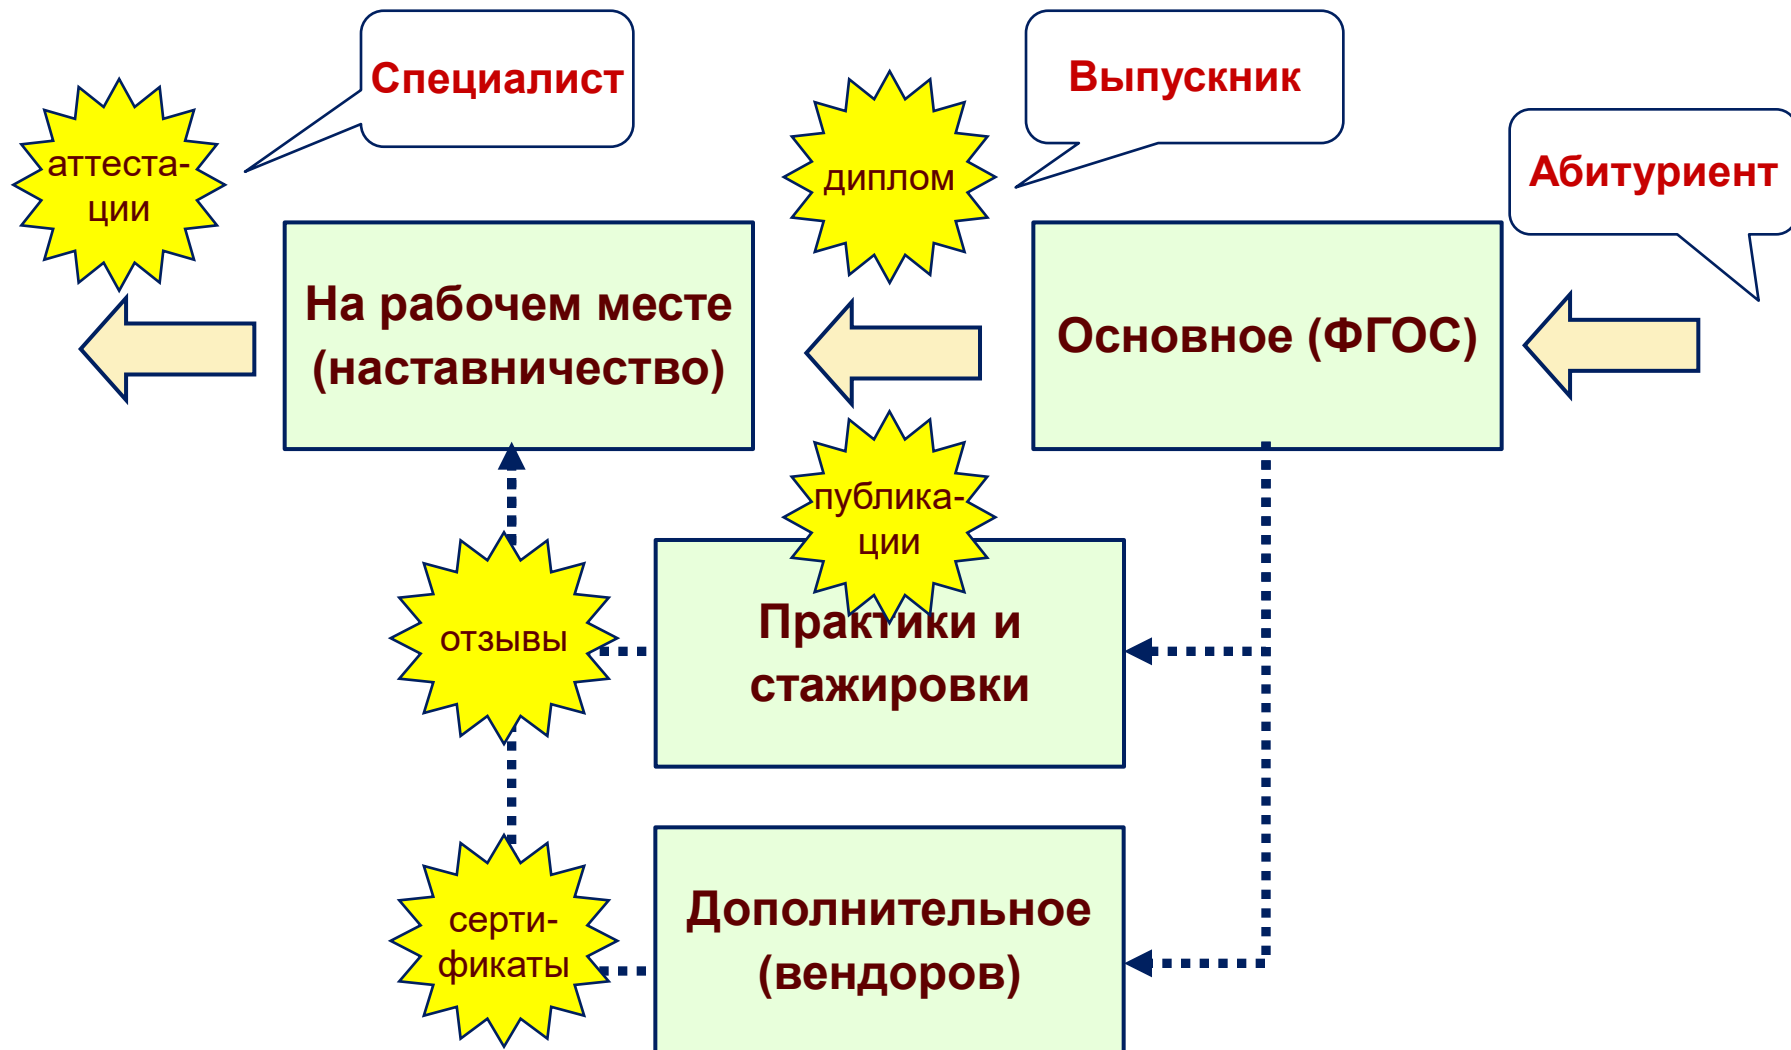 Специалист
Выпускник
Абитуриент
аттеста-
ции
диплом
На рабочем месте
(наставничество)
Основное (ФГОС)
публика-
ции
отзывы
Практики и
стажировки
серти-
фикаты
Дополнительное
(вендоров)